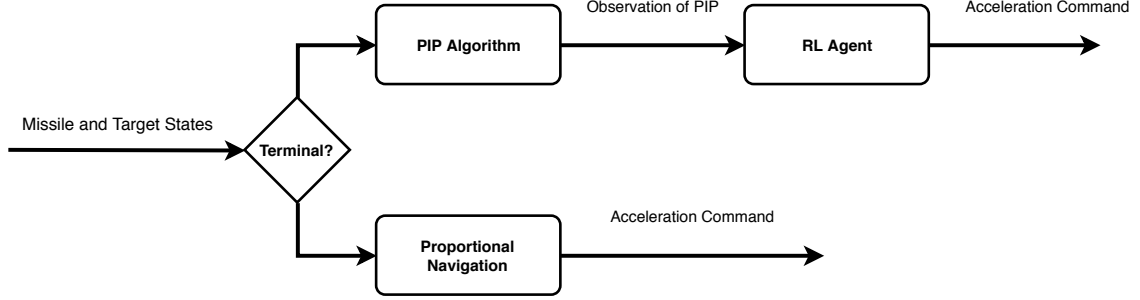 Observation of PIP
Acceleration Command
PIP Algorithm
RL Agent
Missile and Target States
Terminal?
Acceleration Command
Proportional
Navigation